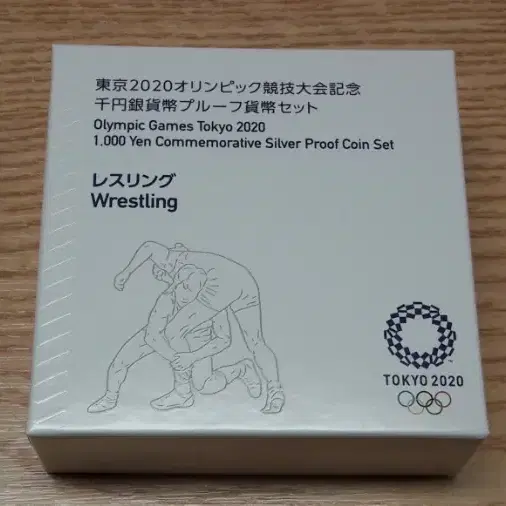 東京2020オリンピック競技大会記念
千円銀貨幣プルーフ貨幣セット
Olympic Games Tokyo 2020
1,000 Yen Commemorative Silver Proof Coin Set
レスリング
Wrestling
TOKYO 2020